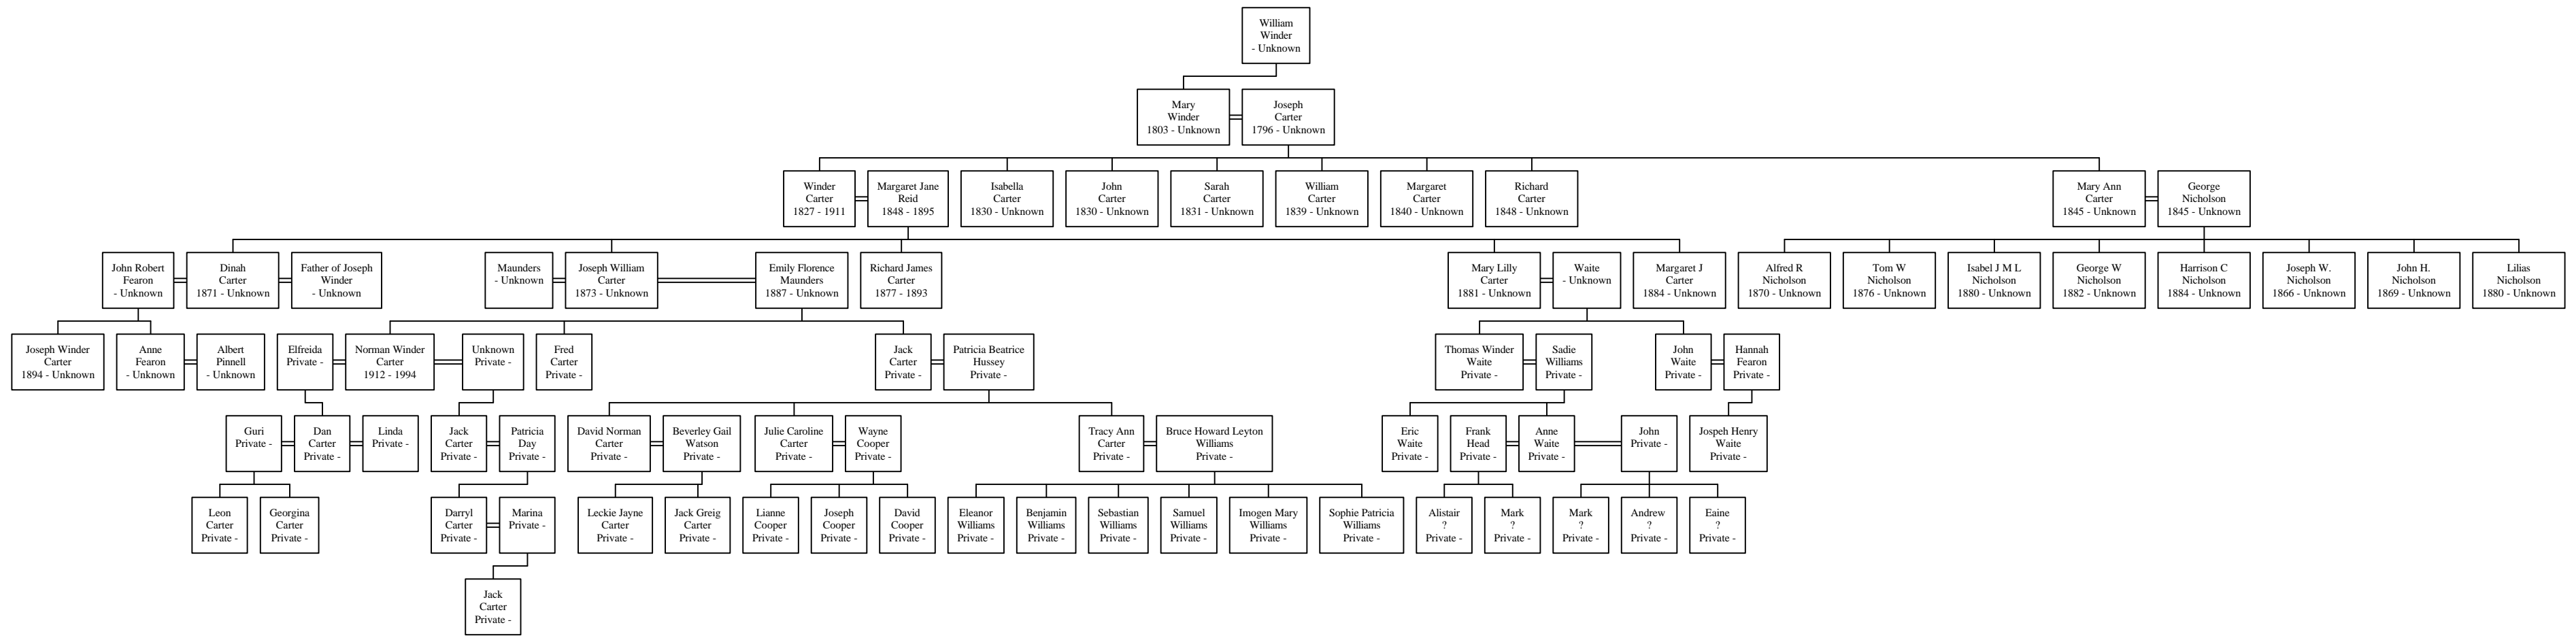 William
Winder
- Unknown
Mary
Winder
1803 - Unknown
Joseph
Carter
1796 - Unknown
Winder
Carter
1827 - 1911
Margaret Jane
Reid
1848 - 1895
Isabella
Carter
1830 - Unknown
John
Carter
1830 - Unknown
Sarah
Carter
1831 - Unknown
William
Carter
1839 - Unknown
Margaret
Carter
1840 - Unknown
Richard
Carter
1848 - Unknown
Mary Ann
Carter
1845 - Unknown
George
Nicholson
1845 - Unknown
John Robert
Fearon
- Unknown
Dinah
Carter
1871 - Unknown
Father of Joseph
Winder
- Unknown
Maunders
- Unknown
Joseph William
Carter
1873 - Unknown
Emily Florence
Maunders
1887 - Unknown
Richard James
Carter
1877 - 1893
Mary Lilly
Carter
1881 - Unknown
Waite
- Unknown
Margaret J
Carter
1884 - Unknown
Alfred R
Nicholson
1870 - Unknown
Tom W
Nicholson
1876 - Unknown
Isabel J M L
Nicholson
1880 - Unknown
George W
Nicholson
1882 - Unknown
Harrison C
Nicholson
1884 - Unknown
Joseph W.
Nicholson
1866 - Unknown
John H.
Nicholson
1869 - Unknown
Lilias
Nicholson
1880 - Unknown
Joseph Winder
Carter
1894 - Unknown
Anne
Fearon
- Unknown
Albert
Pinnell
- Unknown
Elfreida
Private -
Norman Winder
Carter
1912 - 1994
Unknown
Private -
Fred
Carter
Private -
Jack
Carter
Private -
Patricia Beatrice
Hussey
Private -
Thomas Winder
Waite
Private -
Sadie
Williams
Private -
John
Waite
Private -
Hannah
Fearon
Private -
Guri
Private -
Dan
Carter
Private -
Linda
Private -
Jack
Carter
Private -
Patricia
Day
Private -
David Norman
Carter
Private -
Beverley Gail
Watson
Private -
Julie Caroline
Carter
Private -
Wayne
Cooper
Private -
Tracy Ann
Carter
Private -
Bruce Howard Leyton
Williams
Private -
Eric
Waite
Private -
Frank
Head
Private -
Anne
Waite
Private -
John
Private -
Jospeh Henry
Waite
Private -
Leon
Carter
Private -
Georgina
Carter
Private -
Darryl
Carter
Private -
Marina
Private -
Leckie Jayne
Carter
Private -
Jack Greig
Carter
Private -
Lianne
Cooper
Private -
Joseph
Cooper
Private -
David
Cooper
Private -
Eleanor
Williams
Private -
Benjamin
Williams
Private -
Sebastian
Williams
Private -
Samuel
Williams
Private -
Imogen Mary
Williams
Private -
Sophie Patricia
Williams
Private -
Alistair
?
Private -
Mark
?
Private -
Mark
?
Private -
Andrew
?
Private -
Eaine
?
Private -
Jack
Carter
Private -